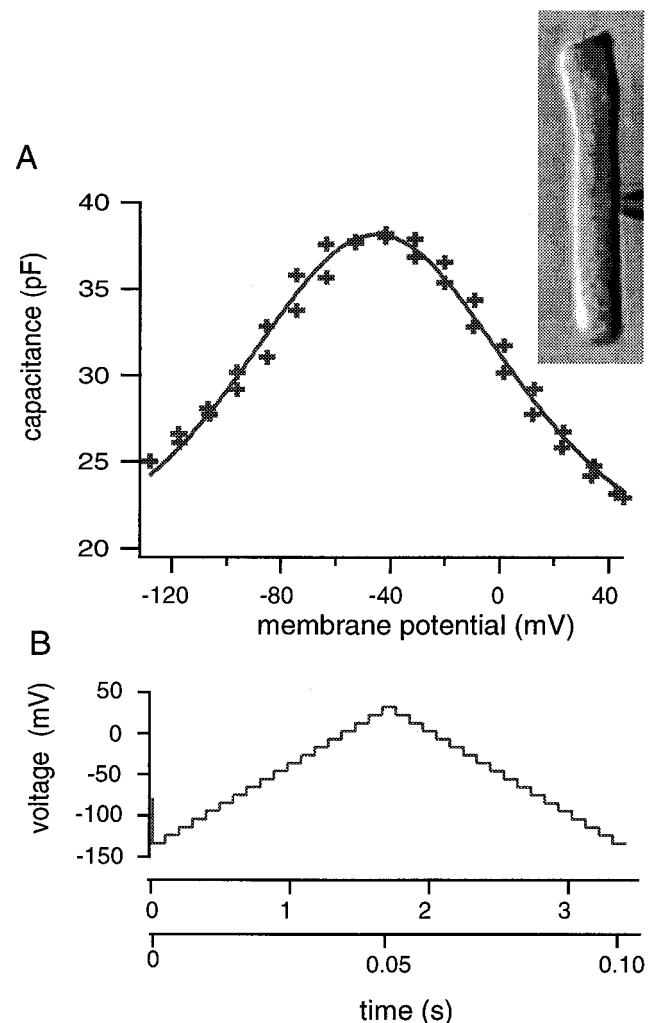 A
40
35
30
25
20
capacitance (pF)
-120 -80 -40 0 40
membrane potential (mV)
B
50
0
-50
-100
-150
voltage (mV)
0 1 2 3
0 0.05 0.10
time (s)